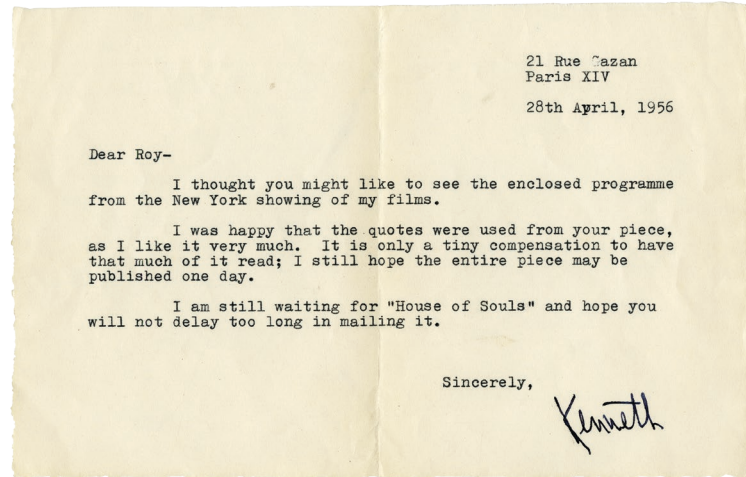 21 Rue Gazan
Paris XIV
28th April, 1956
Dear Roy-
I thought you might like to see the enclosed programme
from the New York showing of my films.
I was happy that the quotes were used from your piece,
as I like it very much. It is only a tiny compensation to have
that much of it read; I still hope the entire piece may be
published one day.
I am still waiting for "House of Souls" and hope you
will not delay too long in mailing it.
Sincerely,
Kenneth